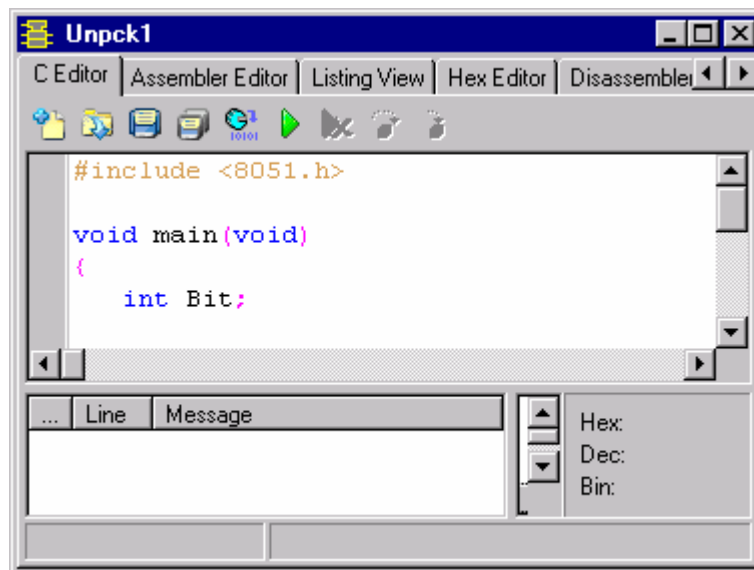 Unpck1
C Editor Assembler Editor Listing View Hex Editor Disassembler
#include <8051.h>
void main(void)
{
int Bit;
... Line Message
Hex:
Dec:
Bin: